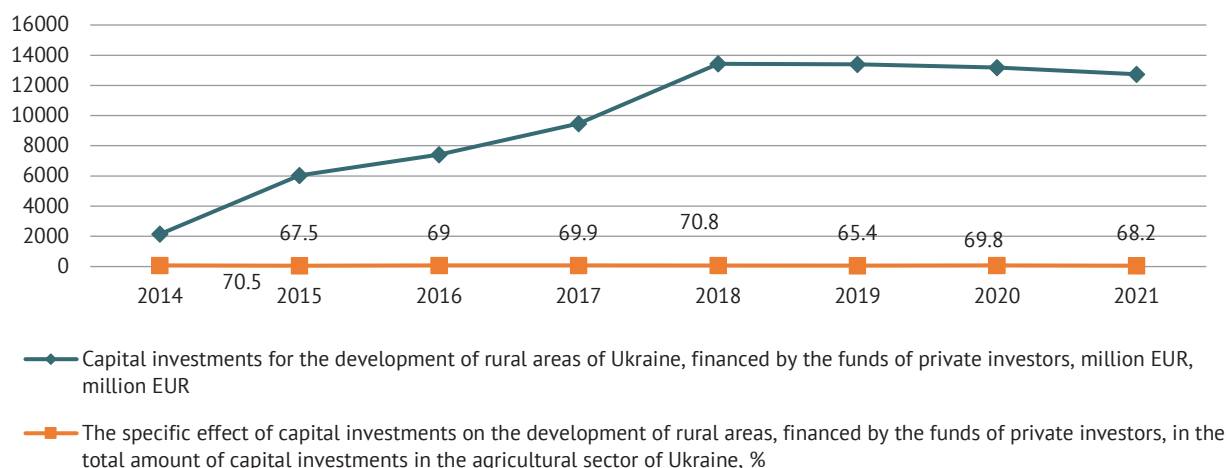 16000
14000
12000
10000
8000
6000
4000
2000
0
67.5 69 69.9 70.8 65.4 69.8 68.2
70.5
2014 2015 2016 2017 2018 2019 2020 2021
Capital investments for the development of rural areas of Ukraine, financed by the funds of private investors, million EUR,
million EUR
The specific effect of capital investments on the development of rural areas, financed by the funds of private investors, in the
total amount of capital investments in the agricultural sector of Ukraine, %